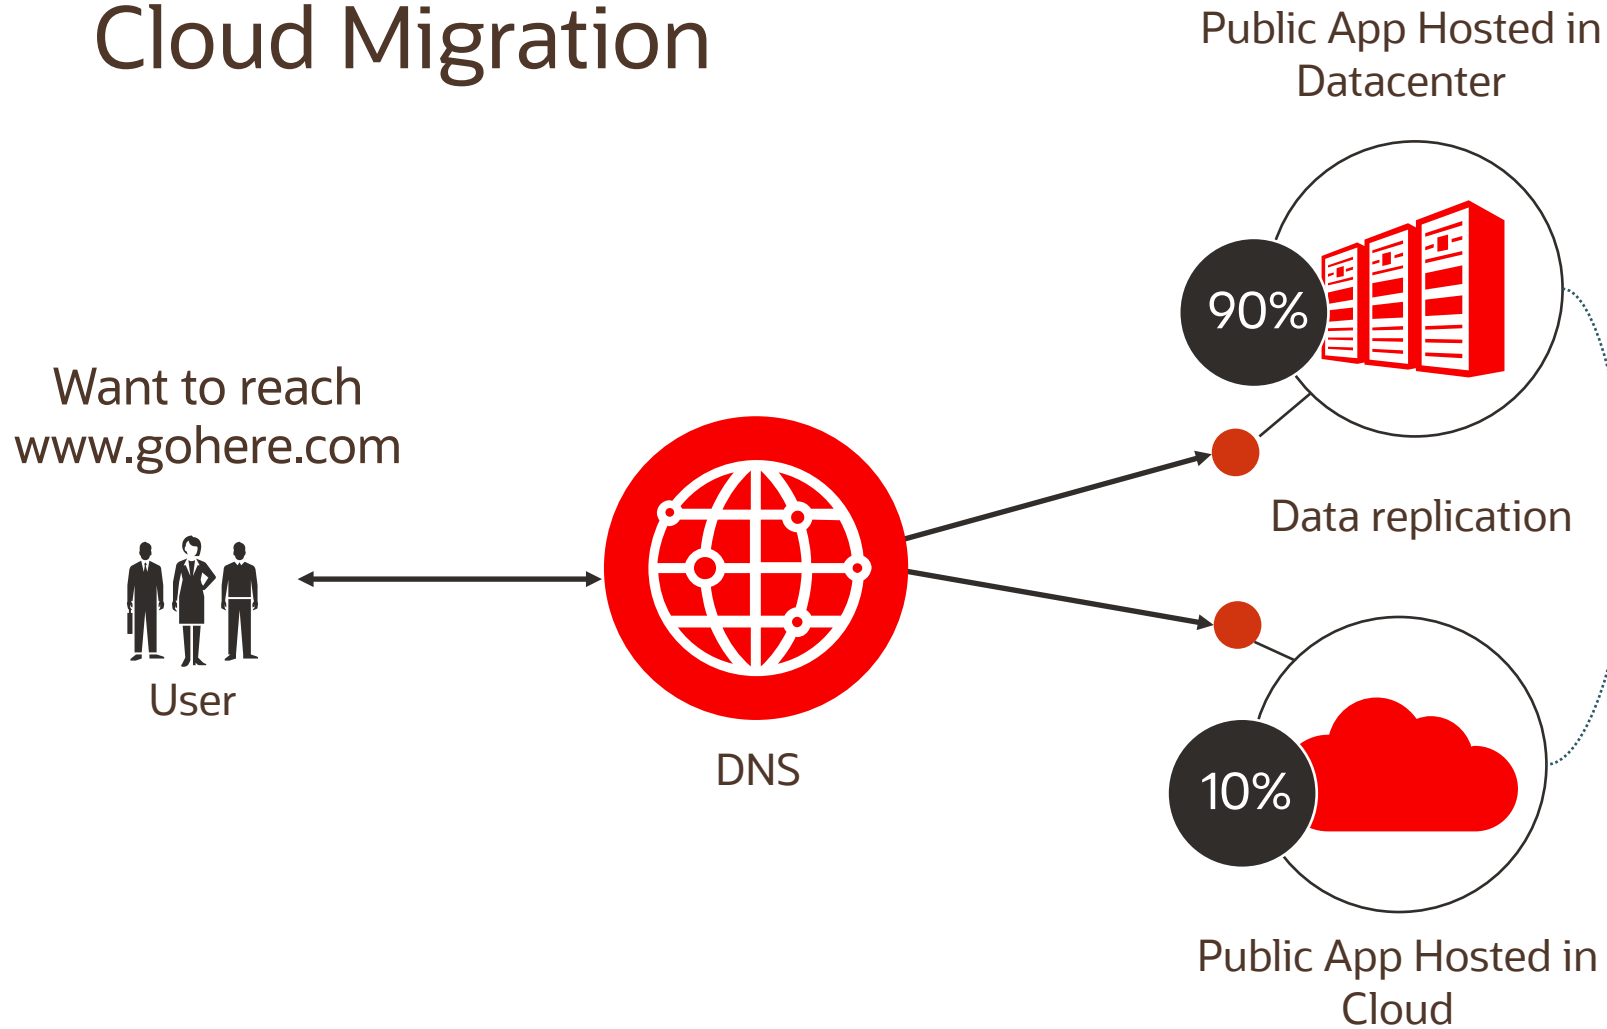 Cloud Migration
Public App Hosted in
Datacenter
90%
Want to reach
www.gohere.com
Data replication
User
DNS
10%
Public App Hosted in
Cloud